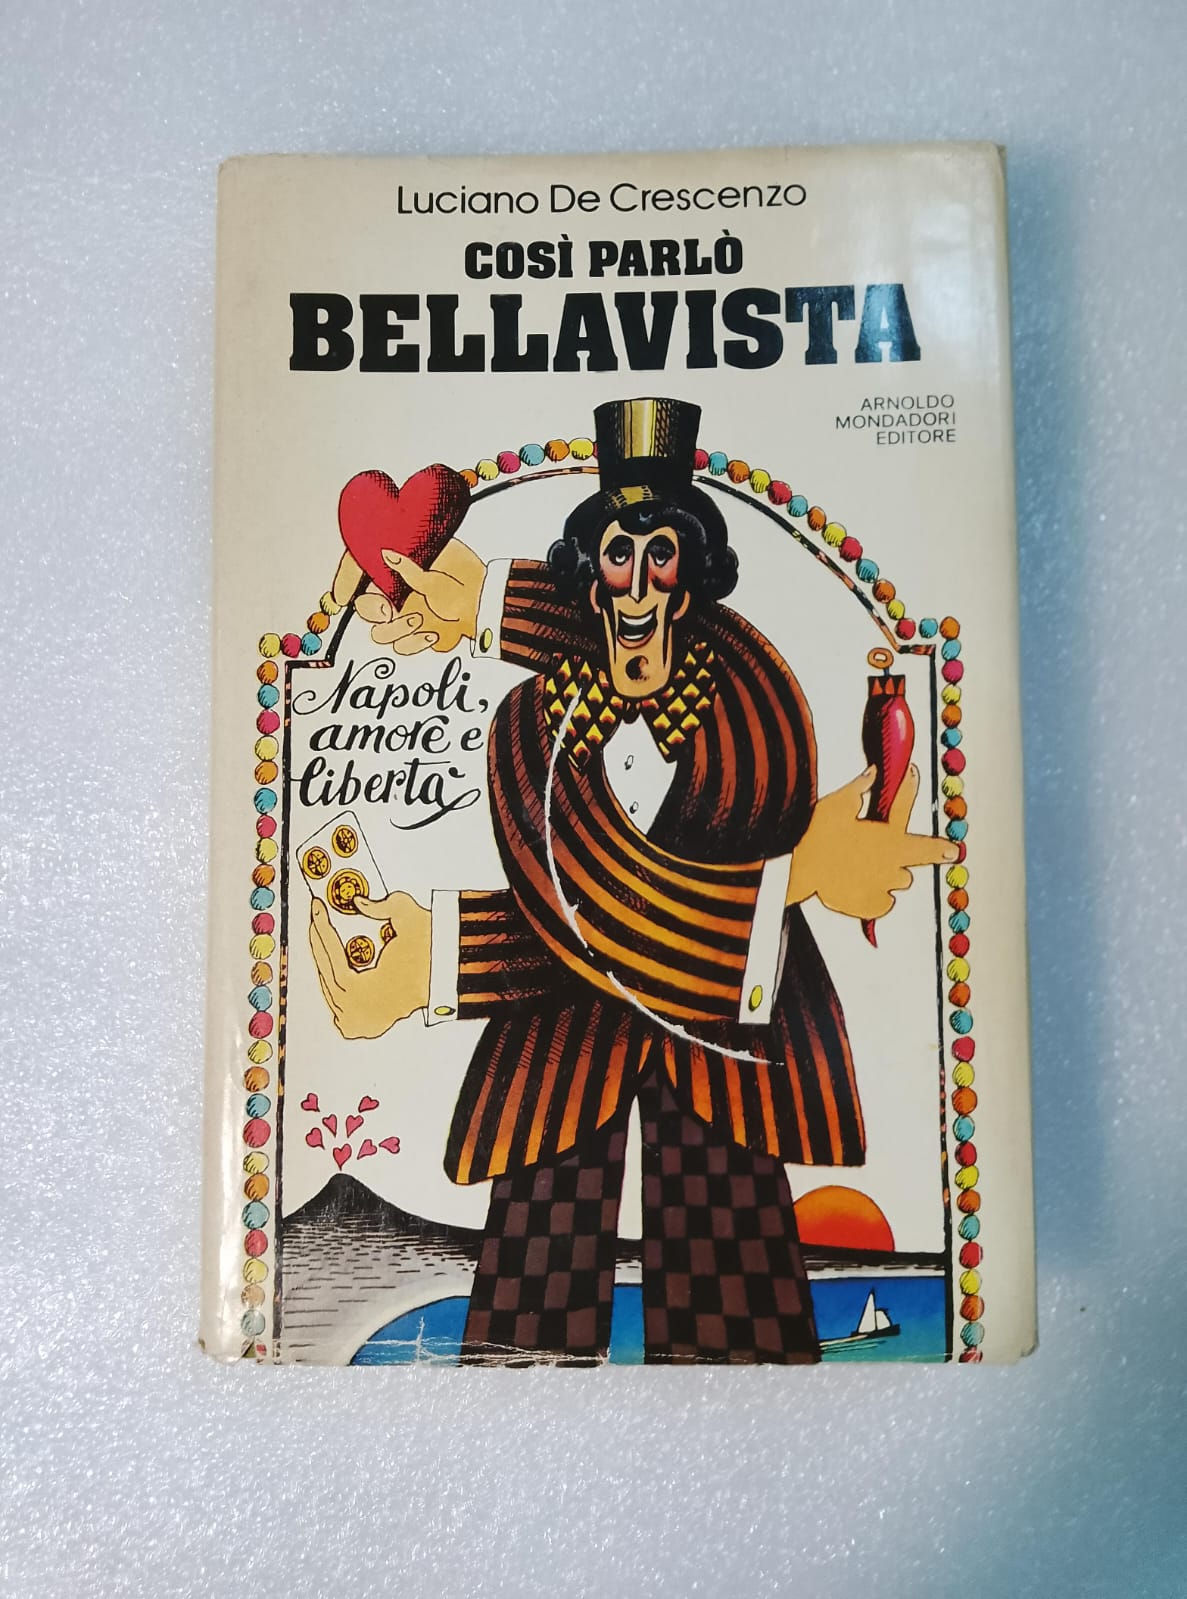 Luciano De Crescenzo
COSÌ PARLÒ
BELLAVISTA
ARNOLDO
MONDADORI
EDITORE
Napoli,
amore e
libertà